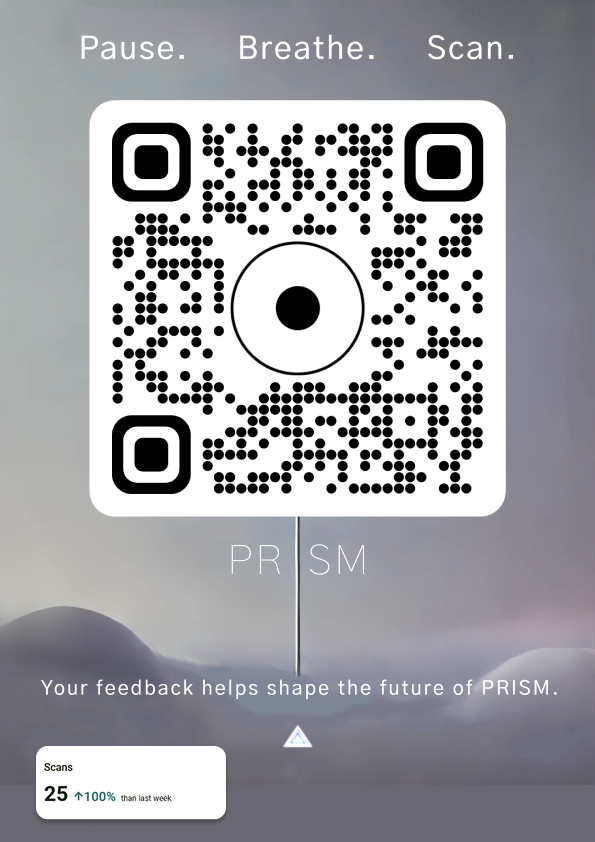 Pause. Breathe. Scan.
PRISM
Your feedback helps shape the future of PRISM.
Scans
25 ↑100% than last week